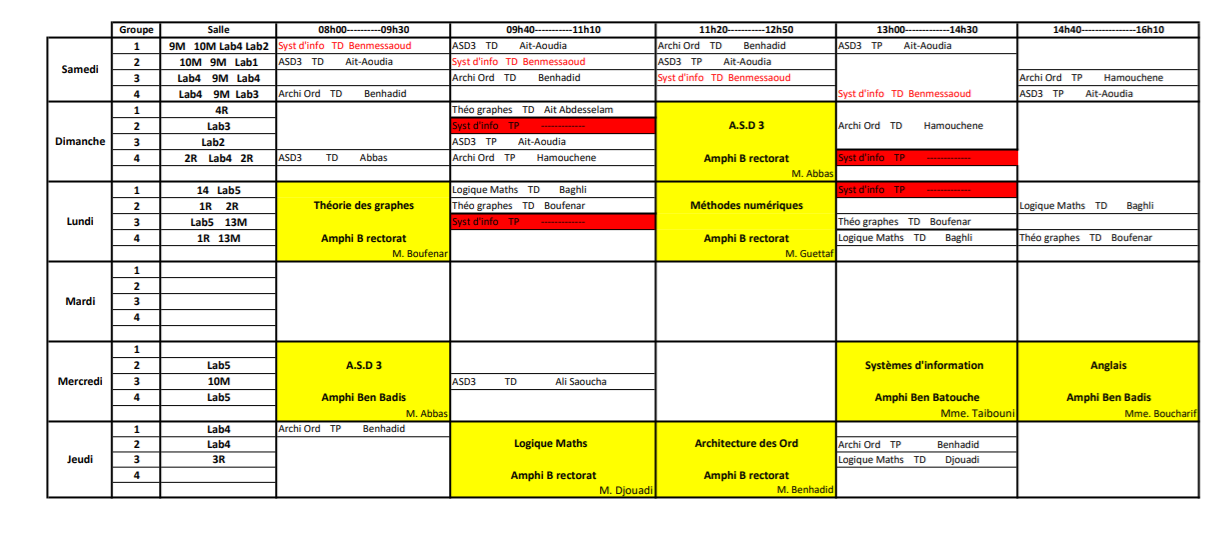 Groupe Salle 08h00----------09h30 09h40-----------11h10 11h20-----------12h50 13h00-------------14h30 14h40----------------16h10
Samedi
1 9M 10M Lab4 Lab2 Syst d'info TD Benmessaoud ASD3 TD Ait-Aoudia Archi Ord TD Benhadid ASD3 TP Ait-Aoudia
2 10M 9M Lab1 ASD3 TD Ait-Aoudia Syst d'info TD Benmessaoud ASD3 TP Ait-Aoudia
3 Lab4 9M Lab4 Archi Ord TD Benhadid Syst d'info TD Benmessaoud Archi Ord TP Hamouchene
4 Lab4 9M Lab3 Archi Ord TD Benhadid Syst d'info TD Benmessaoud ASD3 TP Ait-Aoudia
Dimanche
1 4R Théo graphes TD Ait Abdesselam
2 Lab3 Syst d'info TP ------------- A.S.D 3 Archi Ord TD Hamouchene
3 Lab2 ASD3 TP Ait-Aoudia
4 2R Lab4 2R ASD3 TD Abbas Archi Ord TP Hamouchene Amphi B rectorat Syst d'info TP -------------
M. Abbas
Lundi
1 14 Lab5 Logique Maths TD Baghli Syst d'info TP -------------
2 1R 2R Théorie des graphes Théo graphes TD Boufenar Méthodes numériques Logique Maths TD Baghli
3 Lab5 13M Syst d'info TP ------------- Théo graphes TD Boufenar
4 1R 13M Amphi B rectorat Amphi B rectorat Logique Maths TD Baghli Théo graphes TD Boufenar
M. Boufenar M. Guettaf
Mardi
1
2
3
4
Mercredi
1
2 Lab5 A.S.D 3 Systèmes d'information Anglais
3 10M ASD3 TD Ali Saoucha
4 Lab5 Amphi Ben Badis Amphi Ben Batouche Amphi Ben Badis
M. Abbas Mme. Taibouni Mme. Boucharif
Jeudi
1 Lab4 Archi Ord TP Benhadid
2 Lab4 Logique Maths Architecture des Ord Archi Ord TP Benhadid
3 3R Logique Maths TD Djouadi
4 Amphi B rectorat Amphi B rectorat
M. Djouadi M. Benhadid